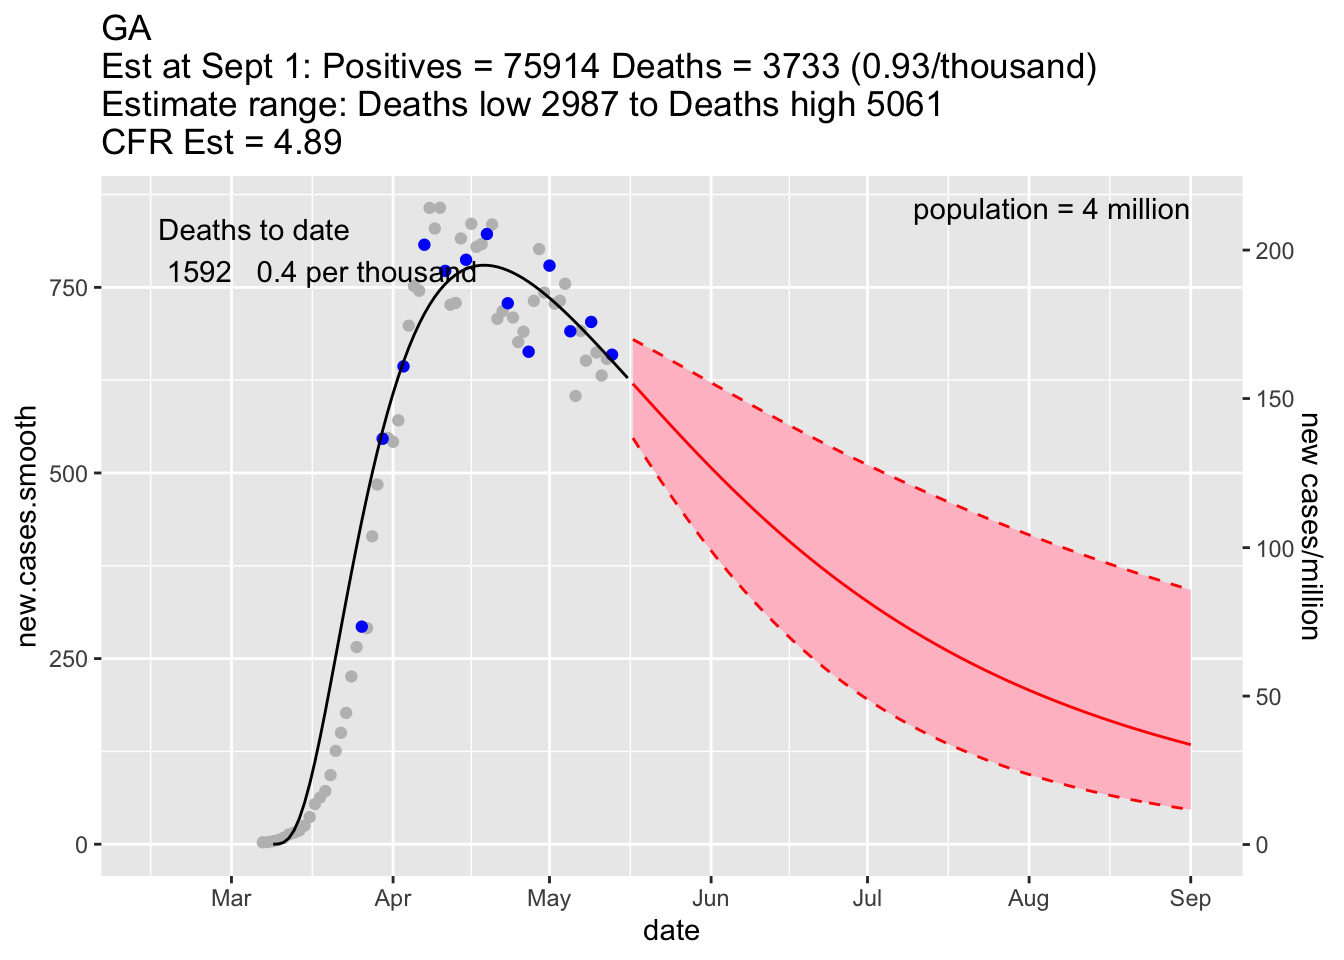 GA
Est at Sept 1: Positives = 75914 Deaths = 3733 (0.93/thousand)
Estimate range: Deaths low 2987 to Deaths high 5061
CFR Est = 4.89
population = 4 million
Deaths to date
1592 0.4 per thousand
new.cases.smooth
750
500
250
0
200
150
100
50
0
new cases/million
Mar Apr May Jun Jul Aug Sep
date